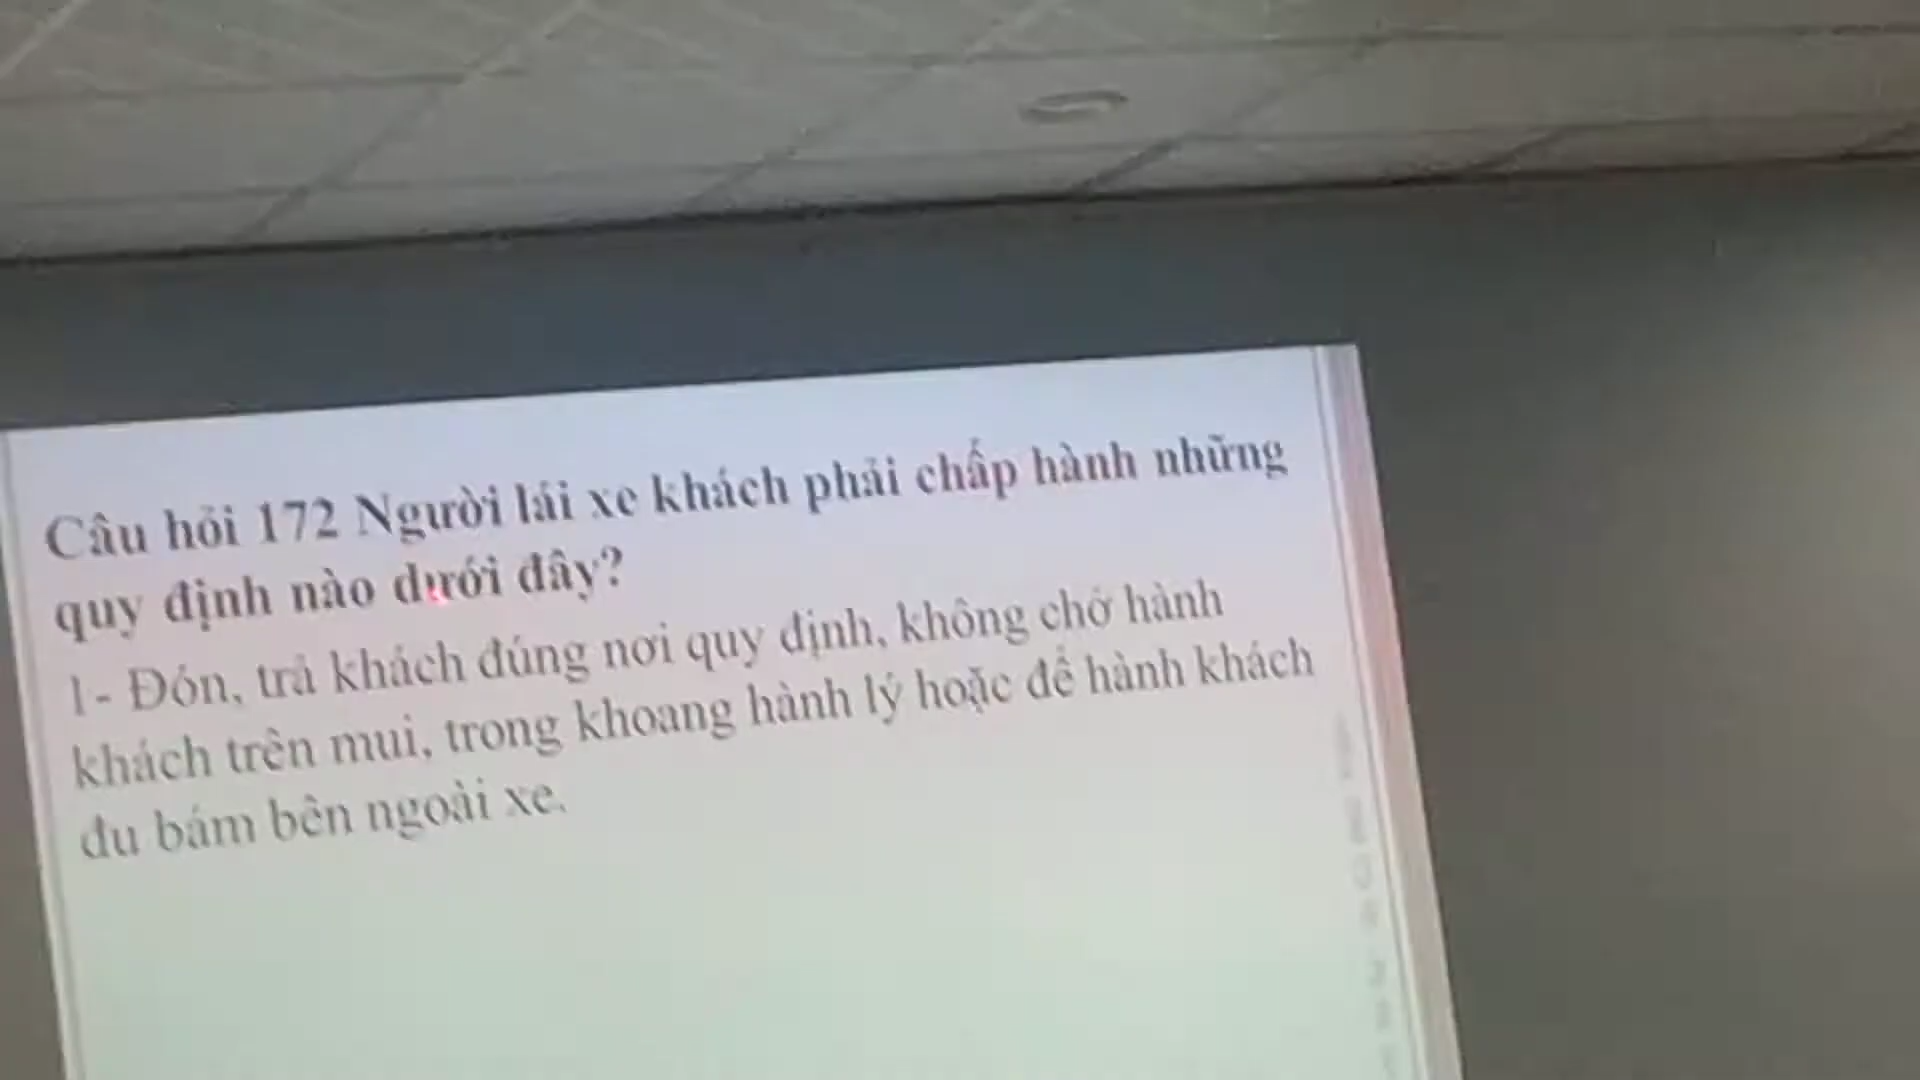 Câu hỏi 172 Người lái xe khách phải chấp hành những
quy định nào dưới đây?
1- Đón, trả khách đúng nơi quy định, không chở hành
khách trên mui, trong khoang hành lý hoặc để hành khách
đu bám bên ngoài xe.